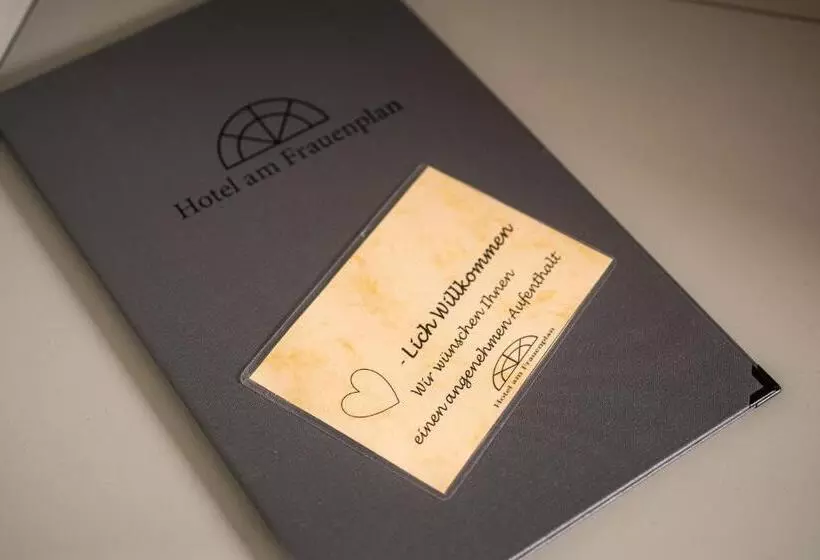 Hotel am Frauenplan
- Lich Willkommen
Wir wünschen Ihnen
einen angenehmen Aufenthalt
Hotel am Frauenplan